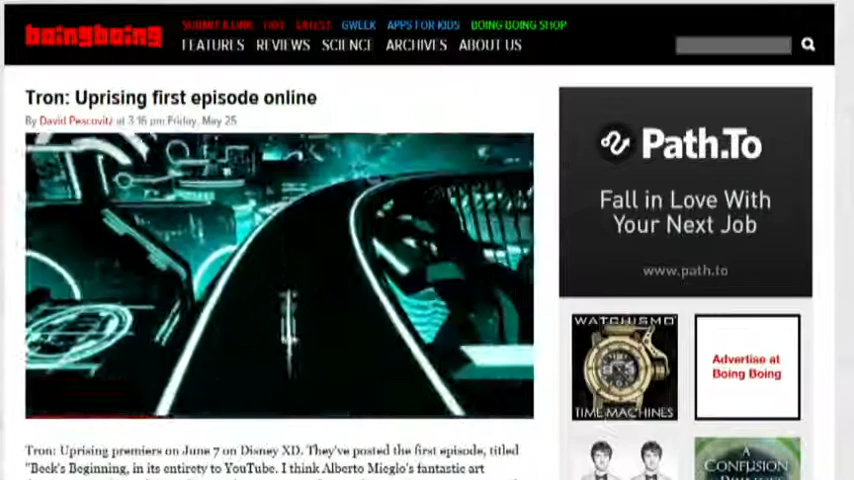 boingboing
SUBMIT A LINK HOT LATEST GWEEK APPS FOR KIDS BOING BOING SHOP
FEATURES REVIEWS SCIENCE ARCHIVES ABOUT US
Tron: Uprising first episode online
By David Pescovitz at 3:16 pm Friday, May 25
Path.To
Fall in Love With
Your Next Job
www.path.to
WATCHISMO
TIME MACHINES
Advertise at
Boing Boing
A
CONFUSION
Tron: Uprising premiers on June 7 on Disney XD. They've posted the first episode, titled
"Beck's Beginning, in its entirety to YouTube. I think Alberto Mieglo's fantastic art